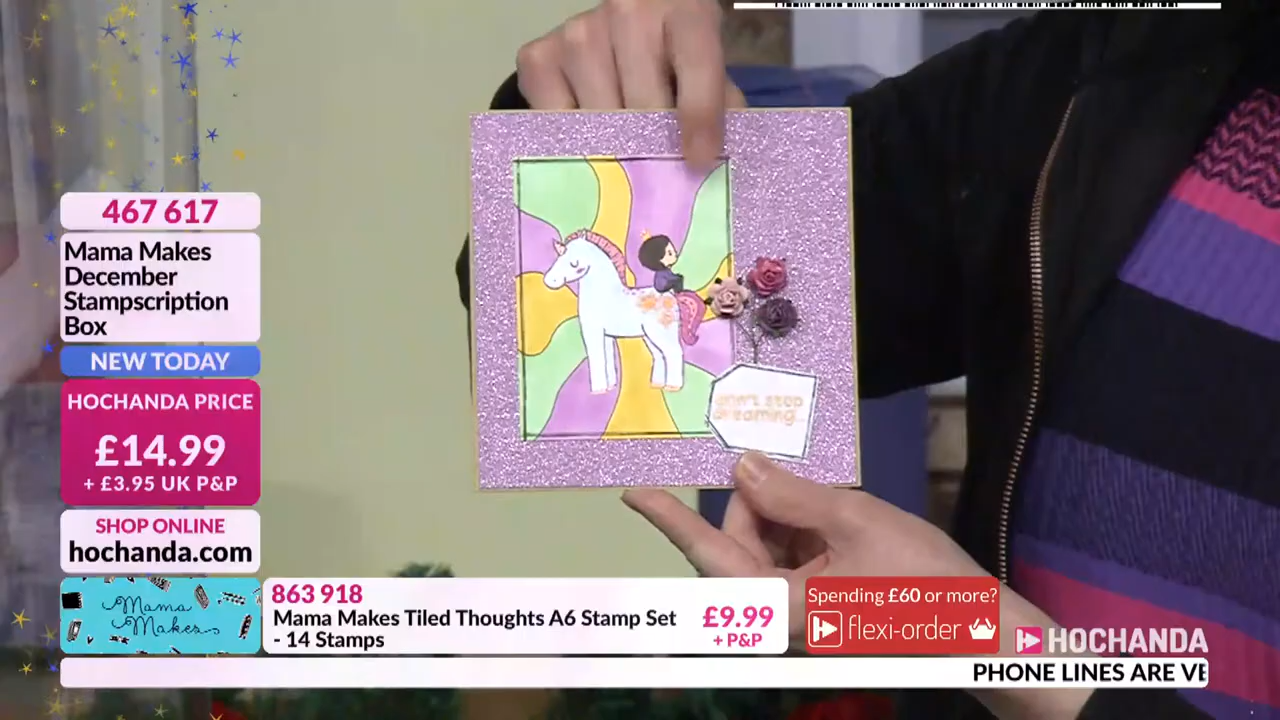 467 617
Mama Makes
December
Stampscription
Box
NEW TODAY
HOCHANDA PRICE
£14.99
+ £3.95 UK P&P
SHOP ONLINE
hochanda.com
don't stop
dreaming...
Mama
Makes
863 918
Mama Makes Tiled Thoughts A6 Stamp Set
- 14 Stamps
£9.99
+ P&P
Spending £60 or more?
flexi-order
HOCHANDA
PHONE LINES ARE VE